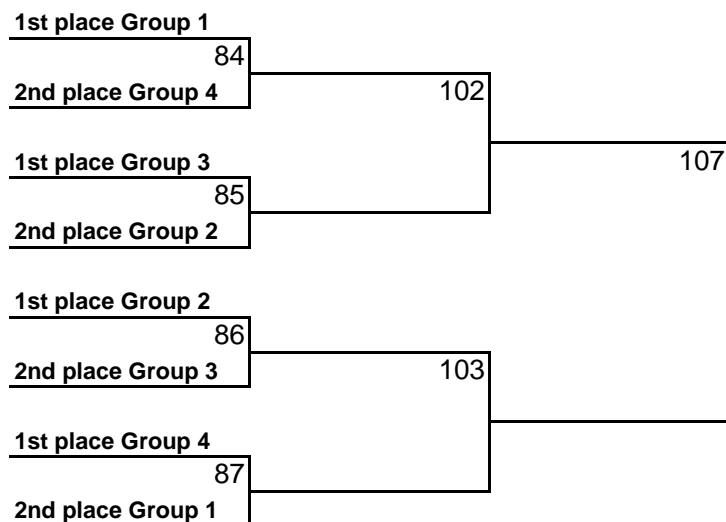 1st place Group 1
84
2nd place Group 4
102
1st place Group 3
107
85
2nd place Group 2
1st place Group 2
86
2nd place Group 3
103
1st place Group 4
87
2nd place Group 1